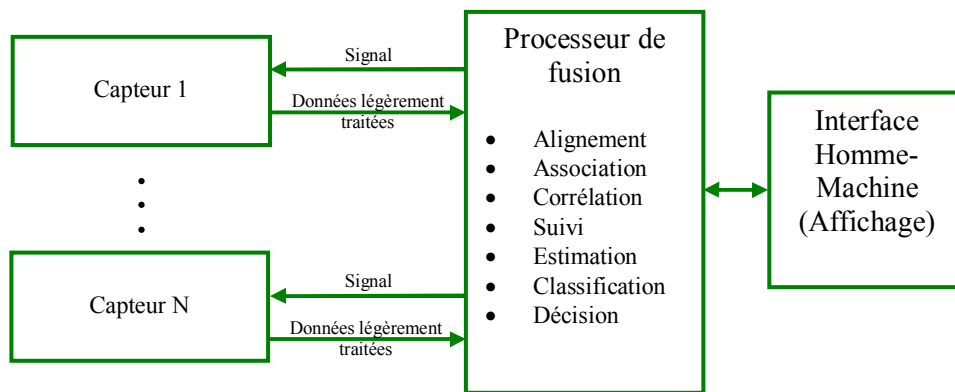 Capteur 1
Signal
Données légèrement
traitées
Capteur N
Signal
Données légèrement
traitées
Processeur de
fusion
• Alignement
• Association
• Corrélation
• Suivi
• Estimation
• Classification
• Décision
Interface
Homme-
Machine
(Affichage)